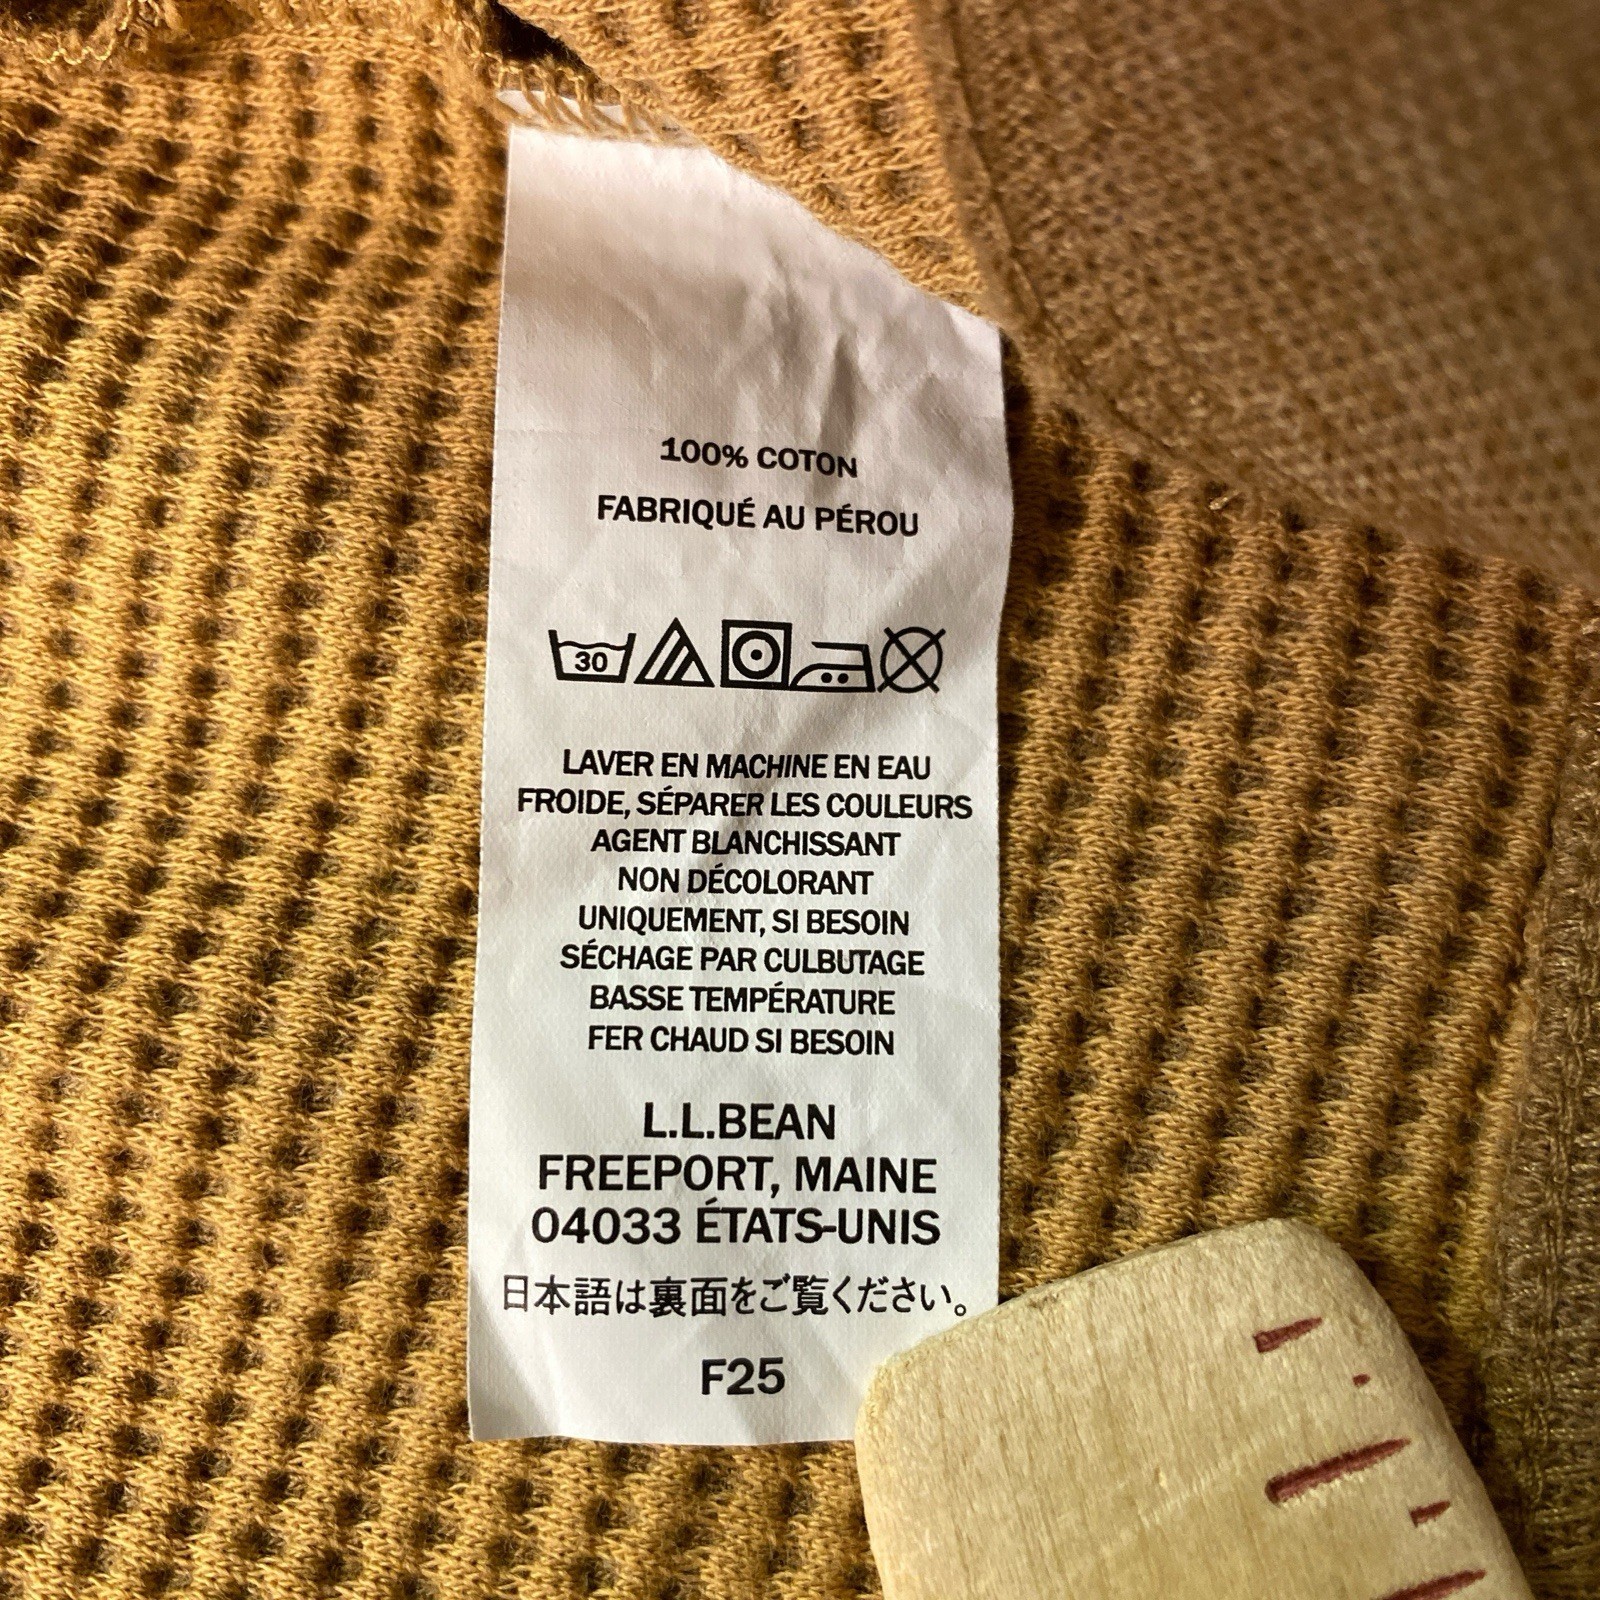 100% COTON
FABRIQUÉ AU PÉROU
30
LAVER EN MACHINE EN EAU
FROIDE, SÉPARER LES COULEURS
AGENT BLANCHISSANT
NON DÉCOLORANT
UNIQUEMENT, SI BESOIN
SÉCHAGE PAR CULBUTAGE
BASSE TEMPÉRATURE
FER CHAUD SI BESOIN
L.L.BEAN
FREEPORT, MAINE
04033 ÉTATS-UNIS
日本語は裏面をご覧ください。
F25